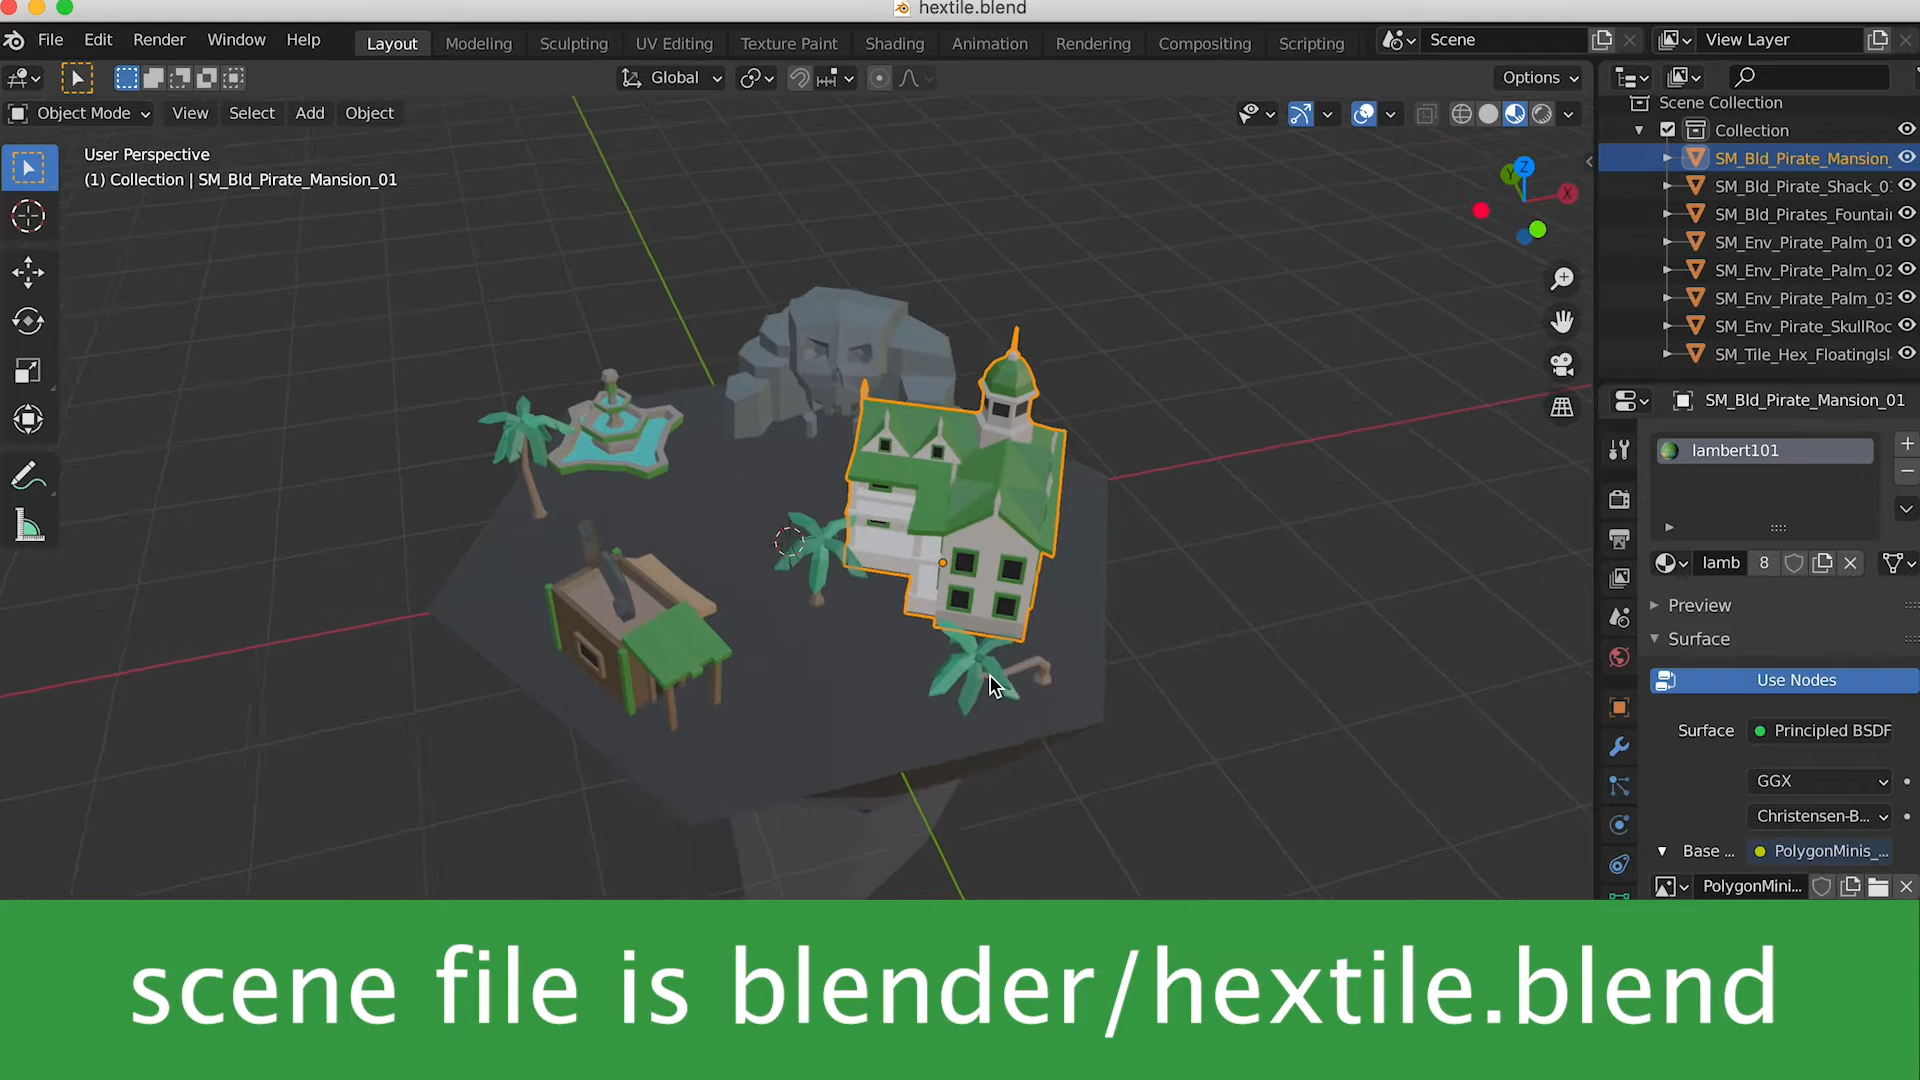 hextile.blend
File Edit Render Window Help
Layout Modeling Sculpting UV Editing Texture Paint Shading Animation Rendering Compositing Scripting
Scene
View Layer
Global
Options
Object Mode View Select Add Object
User Perspective
(1) Collection | SM_Bld_Pirate_Mansion_01
Z
Y
X
Scene Collection
Collection
SM_Bld_Pirate_Mansion_
SM_Bld_Pirate_Shack_0
SM_Bld_Pirates_Fountai
SM_Env_Pirate_Palm_01
SM_Env_Pirate_Palm_02
SM_Env_Pirate_Palm_03
SM_Env_Pirate_SkullRoc
SM_Tile_Hex_FloatingIsl
SM_Bld_Pirate_Mansion_01
lambert101
lamb 8
Preview
Surface
Use Nodes
Surface Principled BSDF
GGX
Christensen-B...
Base ... PolygonMinis_...
PolygonMini...
scene file is blender/hextile.blend